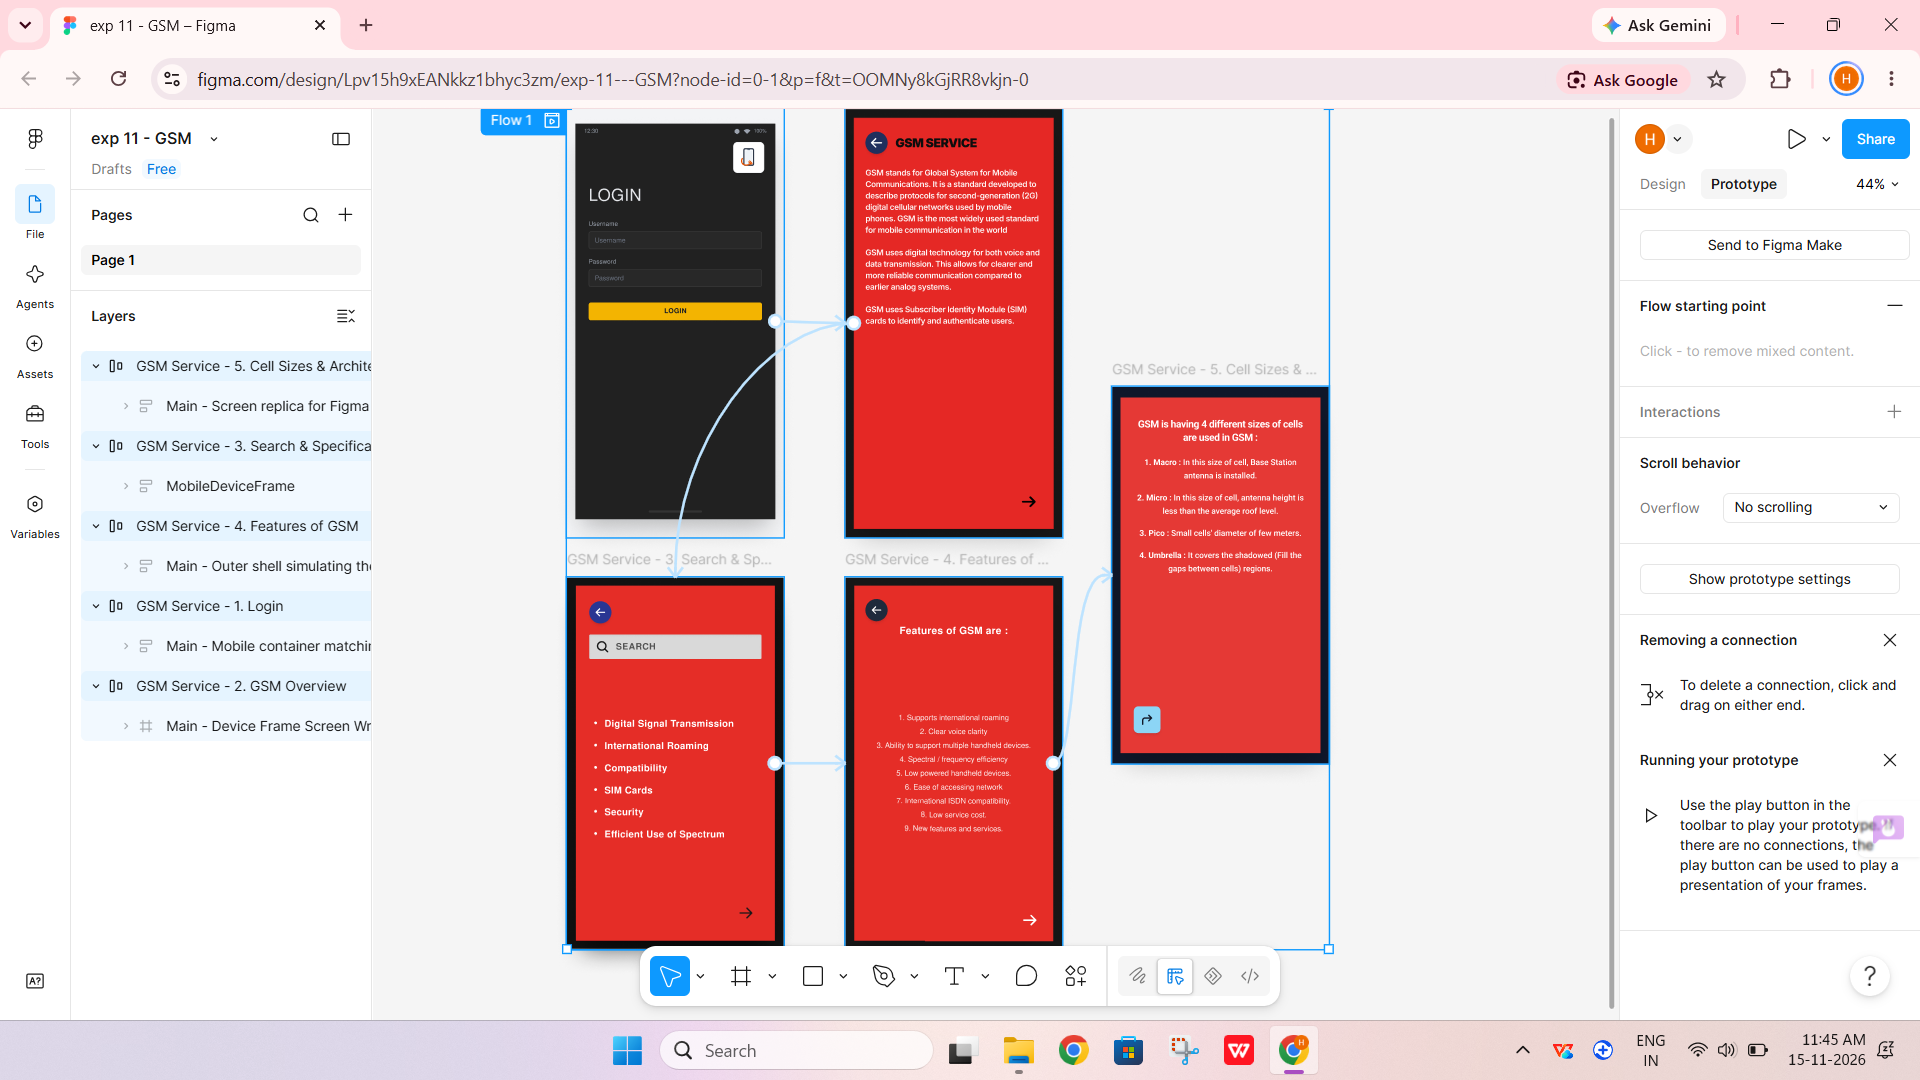 exp 11 - GSM – Figma
Ask Gemini
figma.com/design/Lpv15h9xEANkkz1bhyc3zm/exp-11---GSM?node-id=0-1&p=f&t=OOMNy8kGjRR8vkjn-0
Ask Google
H
File
Agents
Assets
Tools
Variables
exp 11 - GSM
Drafts
Free
Pages
Page 1
Layers
GSM Service - 5. Cell Sizes & Archite
Main - Screen replica for Figma
GSM Service - 3. Search & Specifica
MobileDeviceFrame
GSM Service - 4. Features of GSM
Main - Outer shell simulating the
GSM Service - 1. Login
Main - Mobile container matchin
GSM Service - 2. GSM Overview
Main - Device Frame Screen Wr
Flow 1
12:30
100%
LOGIN
Username
Username
Password
Password
LOGIN
GSM SERVICE
GSM stands for Global System for Mobile
Communications. It is a standard developed to
describe protocols for second-generation (2G)
digital cellular networks used by mobile
phones. GSM is the most widely used standard
for mobile communication in the world
GSM uses digital technology for both voice and
data transmission. This allows for clearer and
more reliable communication compared to
earlier analog systems.
GSM uses Subscriber Identity Module (SIM)
cards to identify and authenticate users.
GSM Service - 3. Search & Sp...
SEARCH
• Digital Signal Transmission
• International Roaming
• Compatibility
• SIM Cards
• Security
• Efficient Use of Spectrum
GSM Service - 4. Features of ...
Features of GSM are :
1. Supports international roaming
2. Clear voice clarity
3. Ability to support multiple handheld devices.
4. Spectral / frequency efficiency
5. Low powered handheld devices.
6. Ease of accessing network
7. International ISDN compatibility.
8. Low service cost.
9. New features and services.
GSM Service - 5. Cell Sizes & ...
GSM is having 4 different sizes of cells
are used in GSM :
1. Macro : In this size of cell, Base Station
antenna is installed.
2. Micro : In this size of cell, antenna height is
less than the average roof level.
3. Pico : Small cells' diameter of few meters.
4. Umbrella : It covers the shadowed (Fill the
gaps between cells) regions.
H
Share
Design
Prototype
44%
Send to Figma Make
Flow starting point
Click - to remove mixed content.
Interactions
Scroll behavior
Overflow
No scrolling
Show prototype settings
Removing a connection
To delete a connection, click and
drag on either end.
Running your prototype
Use the play button in the
toolbar to play your prototype. If
there are no connections, the
play button can be used to play a
presentation of your frames.
A?
?
Search
ENG
IN
11:45 AM
15-11-2026